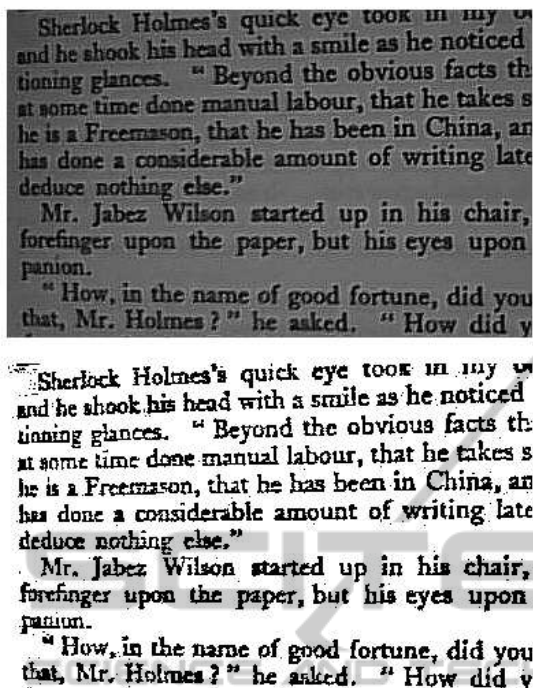 Sherlock Holmes's quick eye took in my
and he shook his head with a smile as he noticed
tioning glances. “ Beyond the obvious facts th
at some time done manual labour, that he takes s
he is a Freemason, that he has been in China, an
has done a considerable amount of writing late
deduce nothing else.”
Mr. Jabez Wilson started up in his chair,
forefinger upon the paper, but his eyes upon
panion.
“ How, in the name of good fortune, did you
that, Mr. Holmes ? ” he asked. “ How did y
Sherlock Holmes's quick eye took in my
and he shook his head with a smile as he noticed
tioning glances. “ Beyond the obvious facts th
at some time done manual labour, that he takes s
he is a Freemason, that he has been in China, an
has done a considerable amount of writing late
deduce nothing else.”
Mr. Jabez Wilson started up in his chair,
forefinger upon the paper, but his eyes upon
panion.
“ How, in the name of good fortune, did you
that, Mr. Holmes ? ” he asked. “ How did y